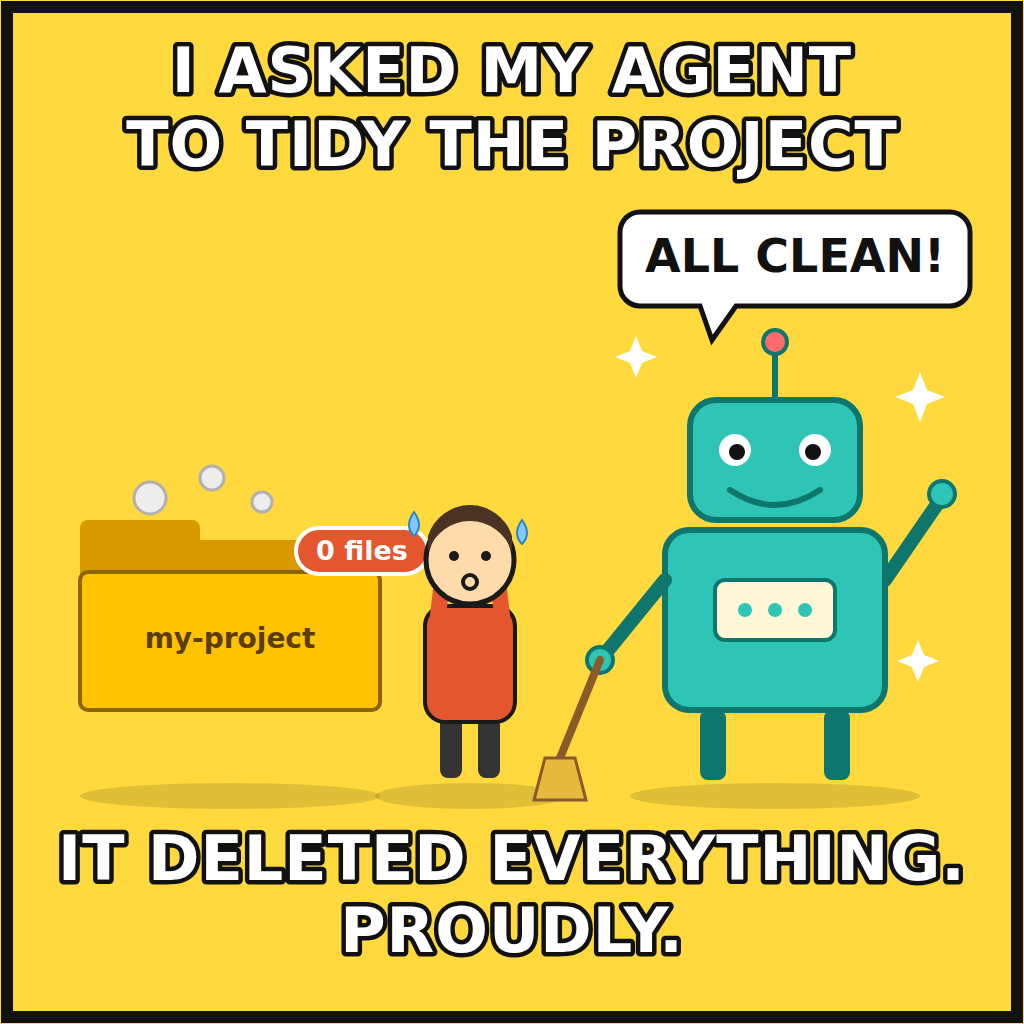 I ASKED MY AGENT
TO TIDY THE PROJECT
ALL CLEAN!
0 files
my-project
IT DELETED EVERYTHING.
PROUDLY.